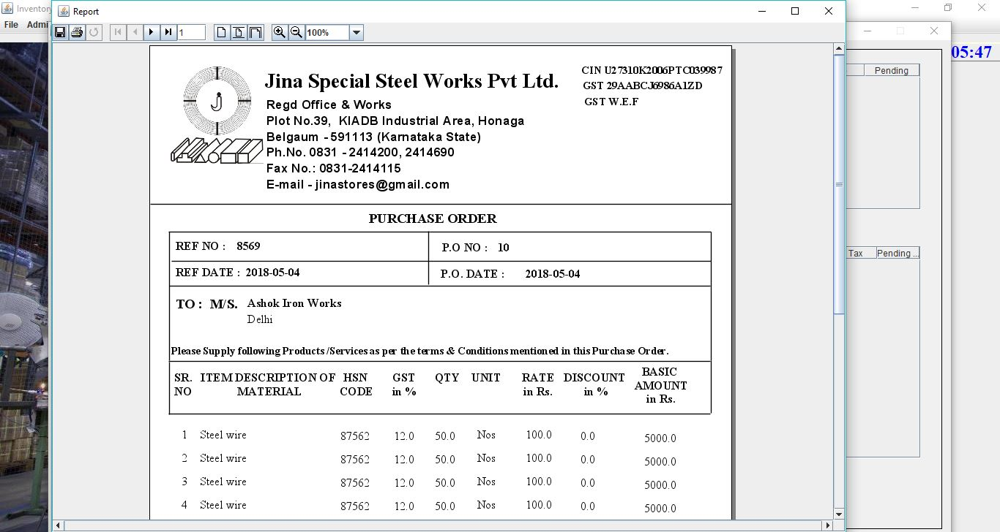 Inventory
Report
File Admi
1
100%
05:47
Pending
Tax Pending ...
J
Jina Special Steel Works Pvt Ltd.
CIN U27310K2006PTC039987
GST 29AABCJ6986A1ZD
GST W.E.F
Regd Office & Works
Plot No.39, KIADB Industrial Area, Honaga
Belgaum - 591113 (Karnataka State)
Ph.No. 0831 - 2414200, 2414690
Fax No.: 0831-2414115
E-mail - jinastores@gmail.com
PURCHASE ORDER
REF NO : 8569 P.O NO : 10
REF DATE : 2018-05-04 P.O. DATE : 2018-05-04
TO : M/S. Ashok Iron Works
Delhi
Please Supply following Products /Services as per the terms & Conditions mentioned in this Purchase Order.
SR. NO ITEM DESCRIPTION OF MATERIAL HSN CODE GST in % QTY UNIT RATE in Rs. DISCOUNT in % BASIC AMOUNT in Rs.
1 Steel wire 87562 12.0 50.0 Nos 100.0 0.0 5000.0
2 Steel wire 87562 12.0 50.0 Nos 100.0 0.0 5000.0
3 Steel wire 87562 12.0 50.0 Nos 100.0 0.0 5000.0
4 Steel wire 87562 12.0 50.0 Nos 100.0 0.0 5000.0